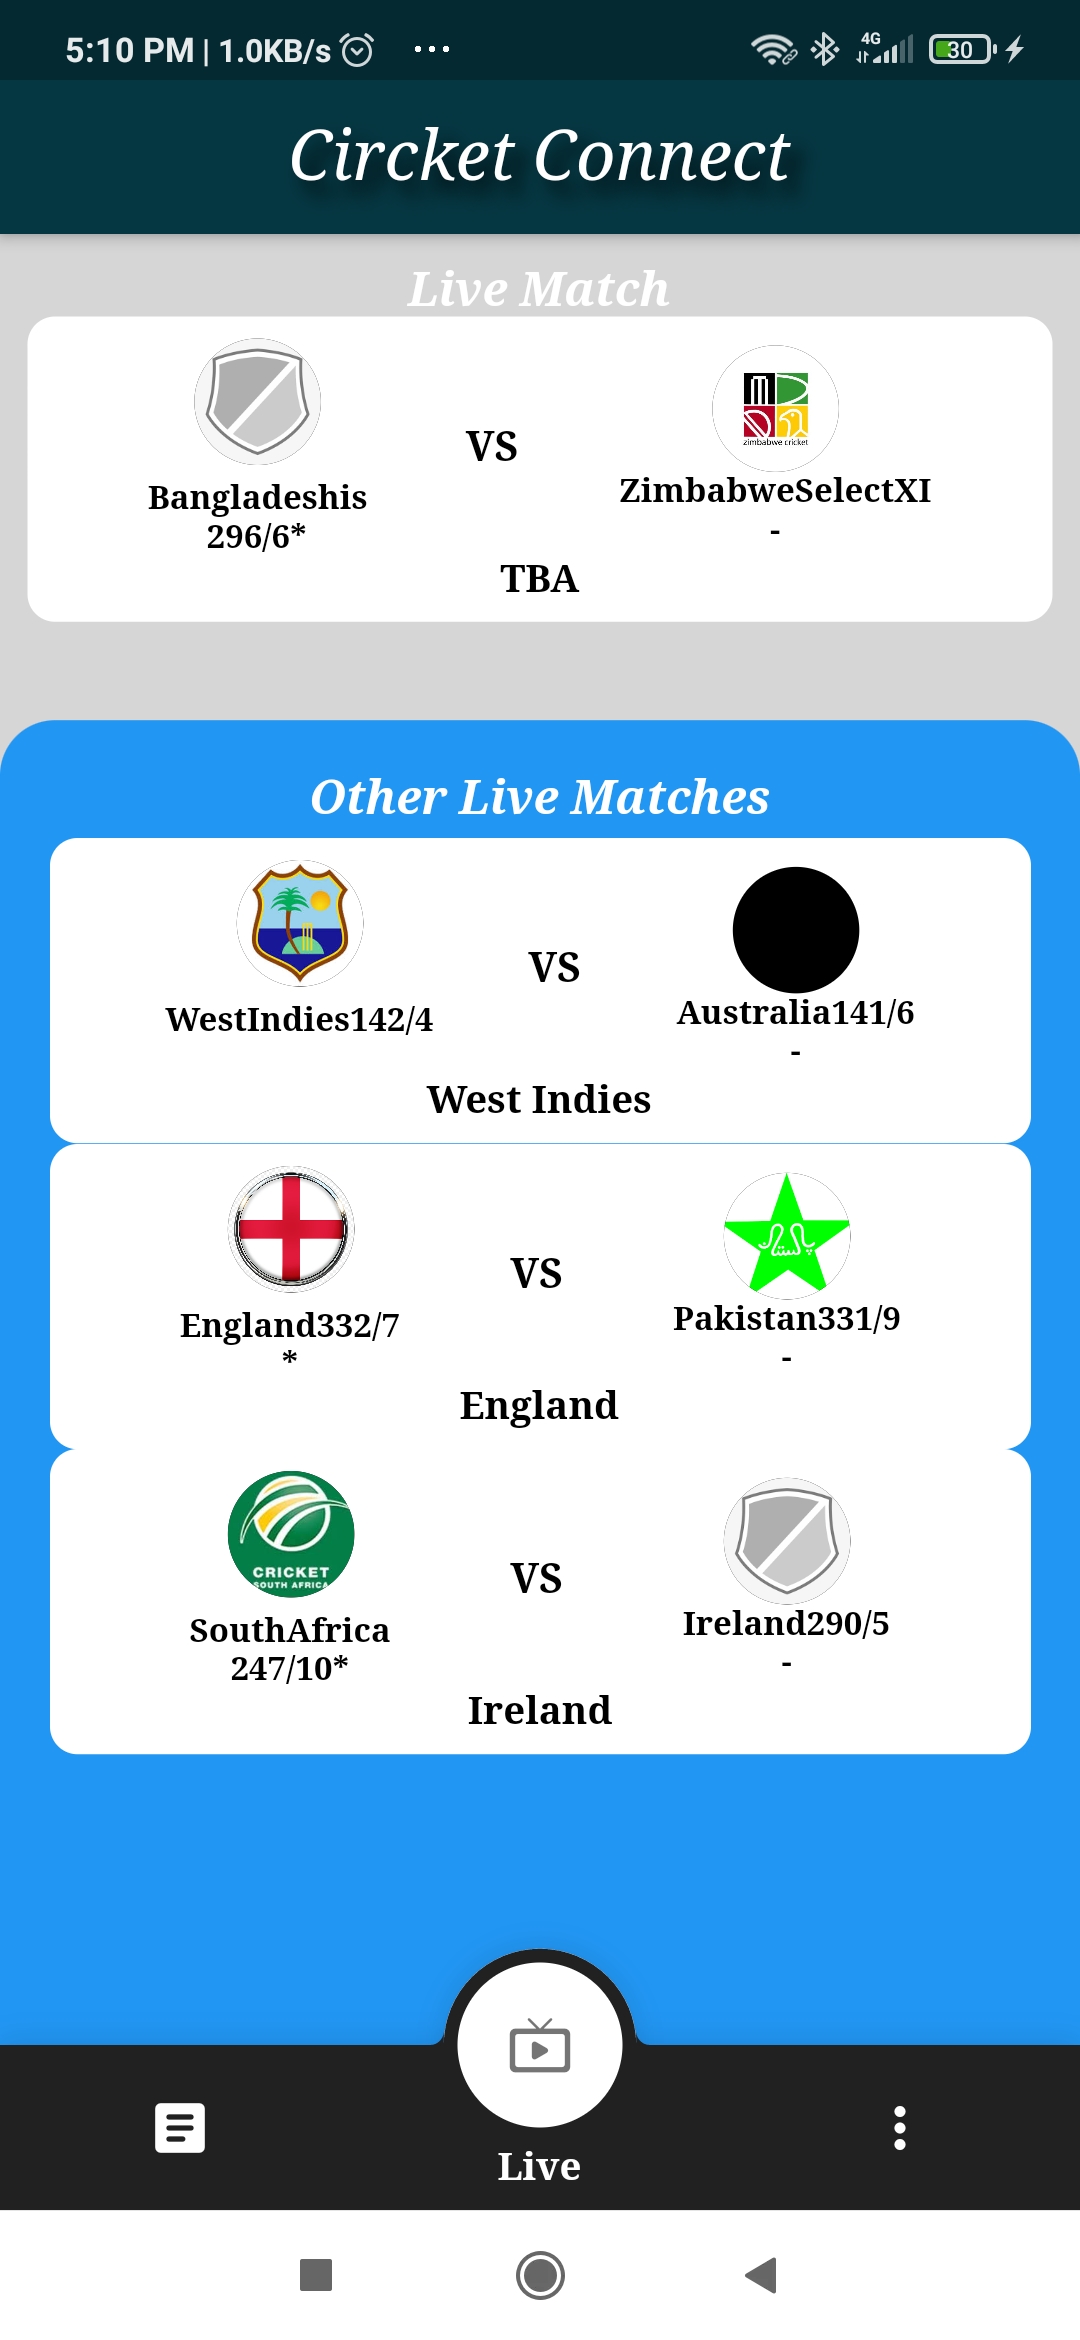 5:10 PM | 1.0KB/s ...
4G
30
Circket Connect
Live Match
zimbabwe cricket
VS
Bangladeshis
296/6*
ZimbabweSelectXI
-
TBA
Other Live Matches
VS
WestIndies142/4
Australia141/6
-
West Indies
VS
England332/7
*
Pakistan331/9
-
England
CRICKET
SOUTH AFRICA
VS
SouthAfrica
247/10*
Ireland290/5
-
Ireland
Live